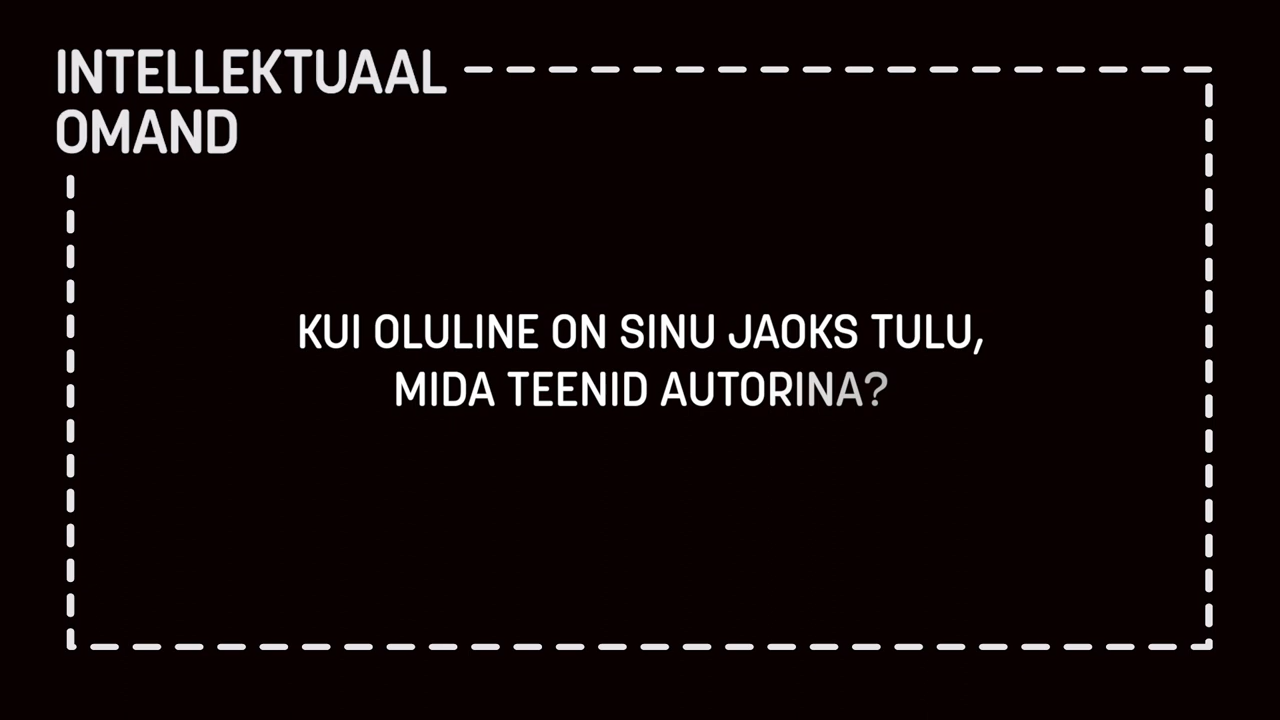 INTELLEKTUAAL
OMAND
KUI OLULINE ON SINU JAOKS TULU,
MIDA TEENID AUTORINA?